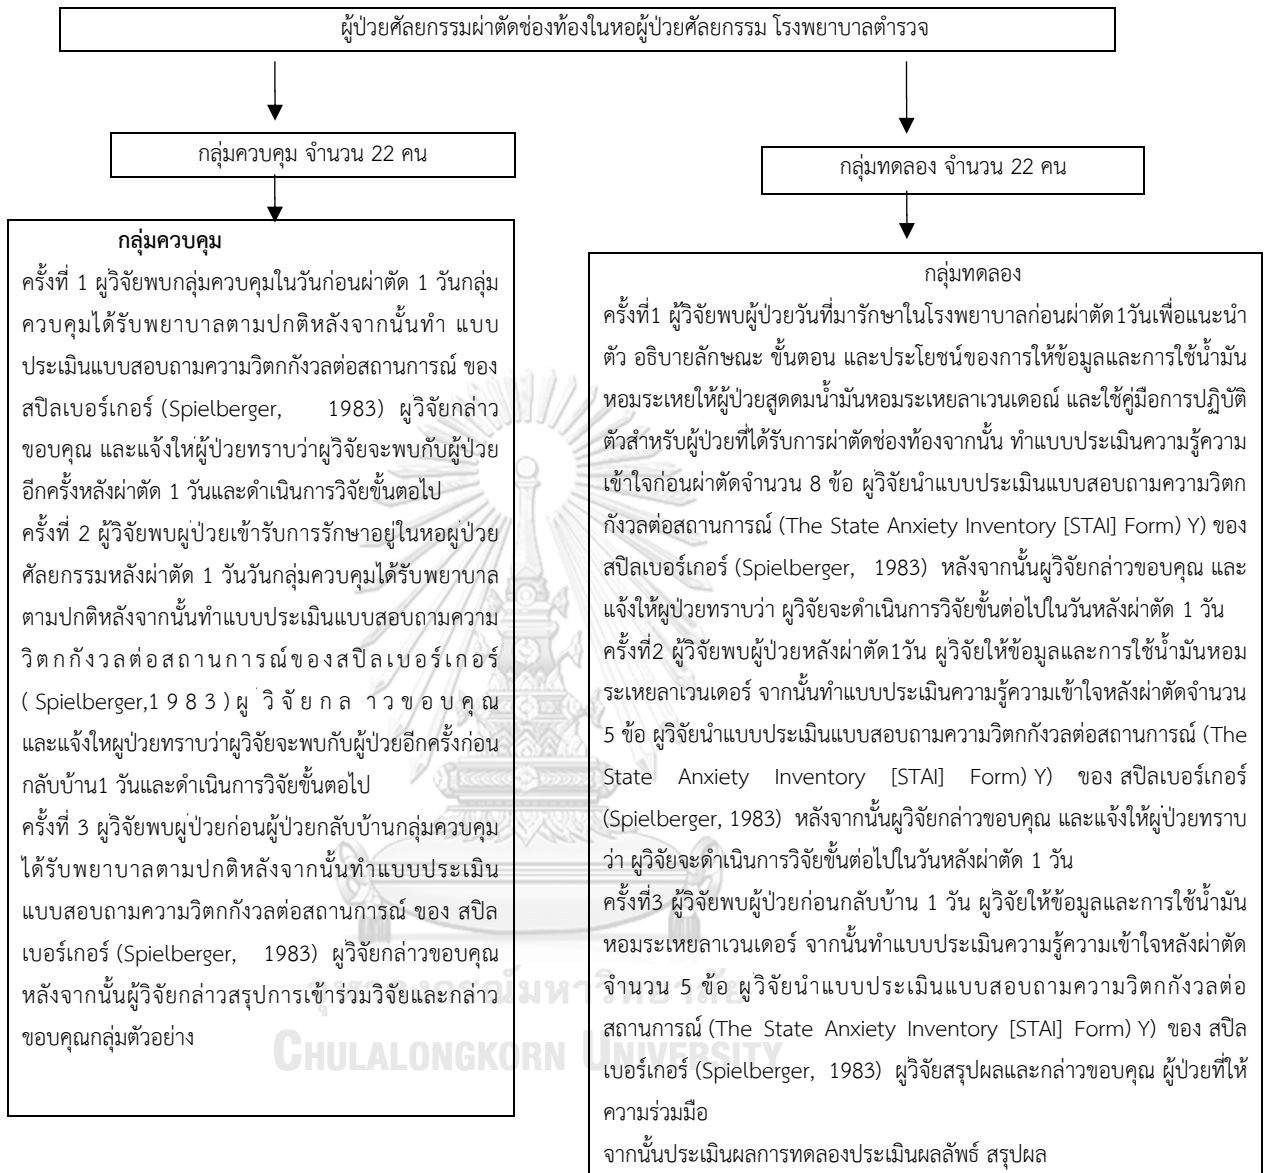 ผู้ป่วยศัลยกรรมผ่าตัดช่องท้องในหอผู้ป่วยศัลยกรรม โรงพยาบาลตำรวจ
กลุ่มควบคุม จำนวน 22 คน
กลุ่มควบคุม
ครั้งที่ 1 ผู้วิจัยพบกลุ่มควบคุมในวันก่อนผ่าตัด 1 วันกลุ่ม
ควบคุมได้รับพยาบาลตามปกติหลังจากนั้นทำ แบบ
ประเมินแบบสอบถามความวิตกกังวลต่อสถานการณ์ ของ
สปิลเบอร์เกอร์ (Spielberger, 1983) ผู้วิจัยกล่าว
ขอบคุณ และแจ้งให้ผู้ป่วยทราบว่าผู้วิจัยจะพบกับผู้ป่วย
อีกครั้งหลังผ่าตัด 1 วันและดำเนินการวิจัยขั้นตอไป
ครั้งที่ 2 ผู้วิจัยพบผู้ป่วยเข้ารับการรักษาอยู่ในหอผู้ป่วย
ศัลยกรรมหลังผ่าตัด 1 วันวันกลุ่มควบคุมได้รับพยาบาล
ตามปกติหลังจากนั้นทำแบบประเมินแบบสอบถามความ
วิตกกังวลต่อสถานการณ์ของสปิลเบอร์เกอร์
( Spielberger,1 9 8 3 ) ผู้ วิ จั ย ก ล่ า ว ข อ บ คุ ณ
และแจ้งใหผู้ป่วยทราบว่าผู้วิจัยจะพบกับผู้ป่วยอีกครั้งก่อน
กลับบ้าน1 วันและดำเนินการวิจัยขั้นตอไป
ครั้งที่ 3 ผู้วิจัยพบผู้ป่วยก่อนผู้ป่วยกลับบ้านกลุ่มควบคุม
ได้รับพยาบาลตามปกติหลังจากนั้นทำแบบประเมิน
แบบสอบถามความวิตกกังวลต่อสถานการณ์ ของ สปิล
เบอร์เกอร์ (Spielberger, 1983) ผู้วิจัยกล่าวขอบคุณ
หลังจากนั้นผู้วิจัยกล่าวสรุปการเข้าร่วมวิจัยและกล่าว
ขอบคุณกลุ่มตัวอย่าง
กลุ่มทดลอง จำนวน 22 คน
กลุ่มทดลอง
ครั้งที่1 ผู้วิจัยพบผู้ป่วยวันที่มารักษาในโรงพยาบาลก่อนผ่าตัด1วันเพื่อแนะนำ
ตัว อธิบายลักษณะ ขั้นตอน และประโยชน์ของการให้ข้อมูลและการใช้น้ำมัน
หอมระเหยให้ผู้ป่วยสูดดมน้ำมันหอมระเหยลาเวนเดอณ์ และใช้คู่มือการปฏิบัติ
ตัวสำหรับผู้ป่วยที่ได้รับการผ่าตัดช่องท้องจากนั้น ทำแบบประเมินความรู้ความ
เข้าใจก่อนผ่าตัดจำนวน 8 ข้อ ผู้วิจัยนำแบบประเมินแบบสอบถามความวิตก
กังวลต่อสถานการณ์ (The State Anxiety Inventory [STAI] Form) Y) ของ
สปิลเบอร์เกอร์ (Spielberger, 1983) หลังจากนั้นผู้วิจัยกล่าวขอบคุณ และ
แจ้งให้ผู้ป่วยทราบว่า ผู้วิจัยจะดำเนินการวิจัยขั้นต่อไปในวันหลังผ่าตัด 1 วัน
ครั้งที่2 ผู้วิจัยพบผู้ป่วยหลังผ่าตัด1วัน ผู้วิจัยให้ข้อมูลและการใช้น้ำมันหอม
ระเหยลาเวนเดอร์ จากนั้นทำแบบประเมินความรู้ความเข้าใจหลังผ่าตัดจำนวน
5 ข้อ ผู้วิจัยนำแบบประเมินแบบสอบถามความวิตกกังวลต่อสถานการณ์ (The
State Anxiety Inventory [STAI] Form) Y) ของ สปิลเบอร์เกอร์
(Spielberger, 1983) หลังจากนั้นผู้วิจัยกล่าวขอบคุณ และแจ้งให้ผู้ป่วยทราบ
ว่า ผู้วิจัยจะดำเนินการวิจัยขั้นต่อไปในวันหลังผ่าตัด 1 วัน
ครั้งที่3 ผู้วิจัยพบผู้ป่วยก่อนกลับบ้าน 1 วัน ผู้วิจัยให้ข้อมูลและการใช้น้ำมัน
หอมระเหยลาเวนเดอร์ จากนั้นทำแบบประเมินความรู้ความเข้าใจหลังผ่าตัด
จำนวน 5 ข้อ ผู้วิจัยนำแบบประเมินแบบสอบถามความวิตกกังวลต่อ
สถานการณ์ (The State Anxiety Inventory [STAI] Form) Y) ของ สปิล
เบอร์เกอร์ (Spielberger, 1983) ผู้วิจัยสรุปผลและกล่าวขอบคุณ ผู้ป่วยที่ให้
ความร่วมมือ
จากนั้นประเมินผลการทดลองประเมินผลลัพธ์ สรุปผล
จุฬาลงกรณ์มหาวิทยาลัย
CHULALONGKORN UNIVERSITY